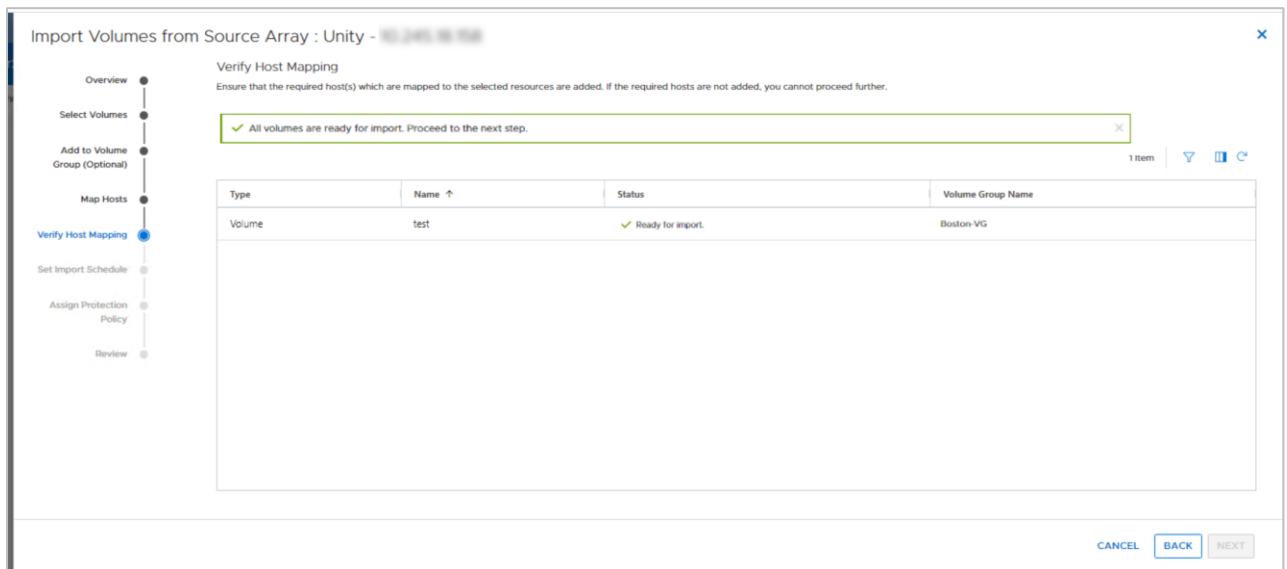 Import Volumes from Source Array : Unity -
Overview
Select Volumes
Add to Volume
Group (Optional)
Map Hosts
Verify Host Mapping
Set Import Schedule
Assign Protection
Policy
Review
Verify Host Mapping
Ensure that the required host(s) which are mapped to the selected resources are added. If the required hosts are not added, you cannot proceed further.
All volumes are ready for import. Proceed to the next step.
1 Item
Type Name Status Volume Group Name
Volume test Ready for import. Boston-VG
CANCEL BACK NEXT